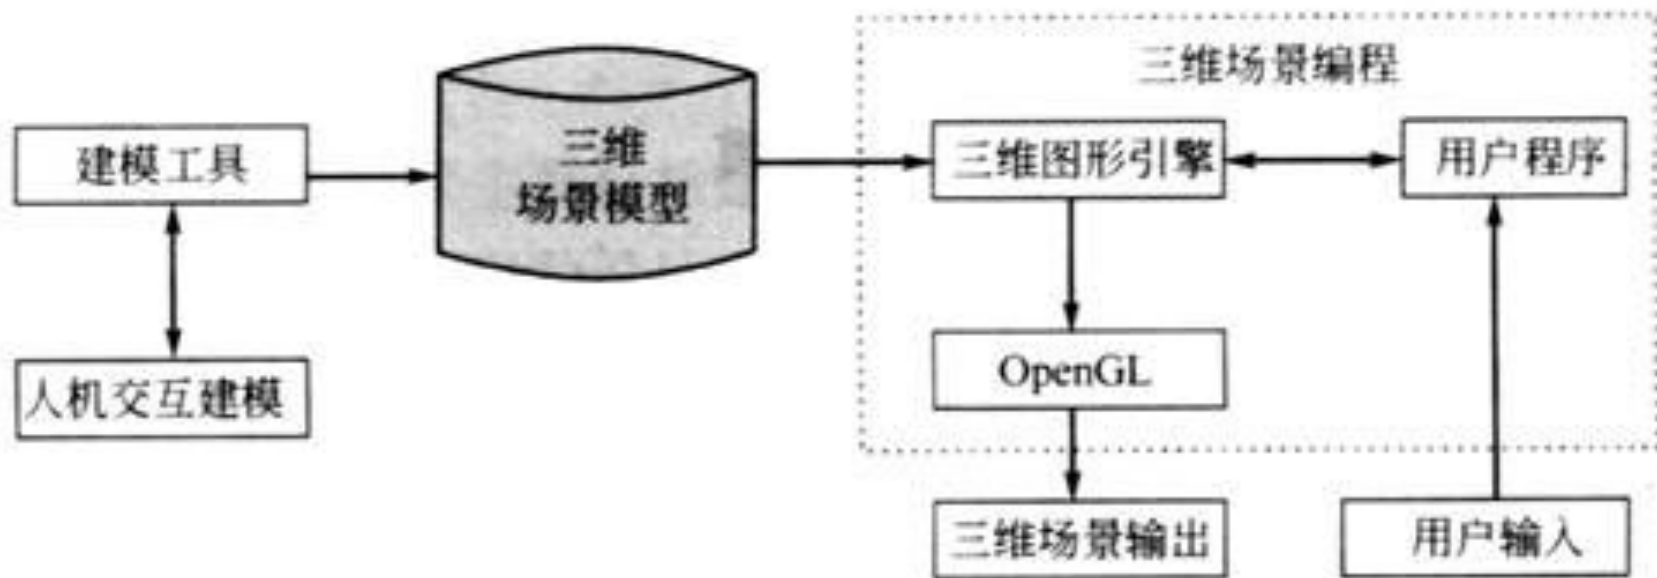 三维场景编程
建模工具
三维
场景模型
三维图形引擎
用户程序
OpenGL
人机交互建模
三维场景输出
用户输入